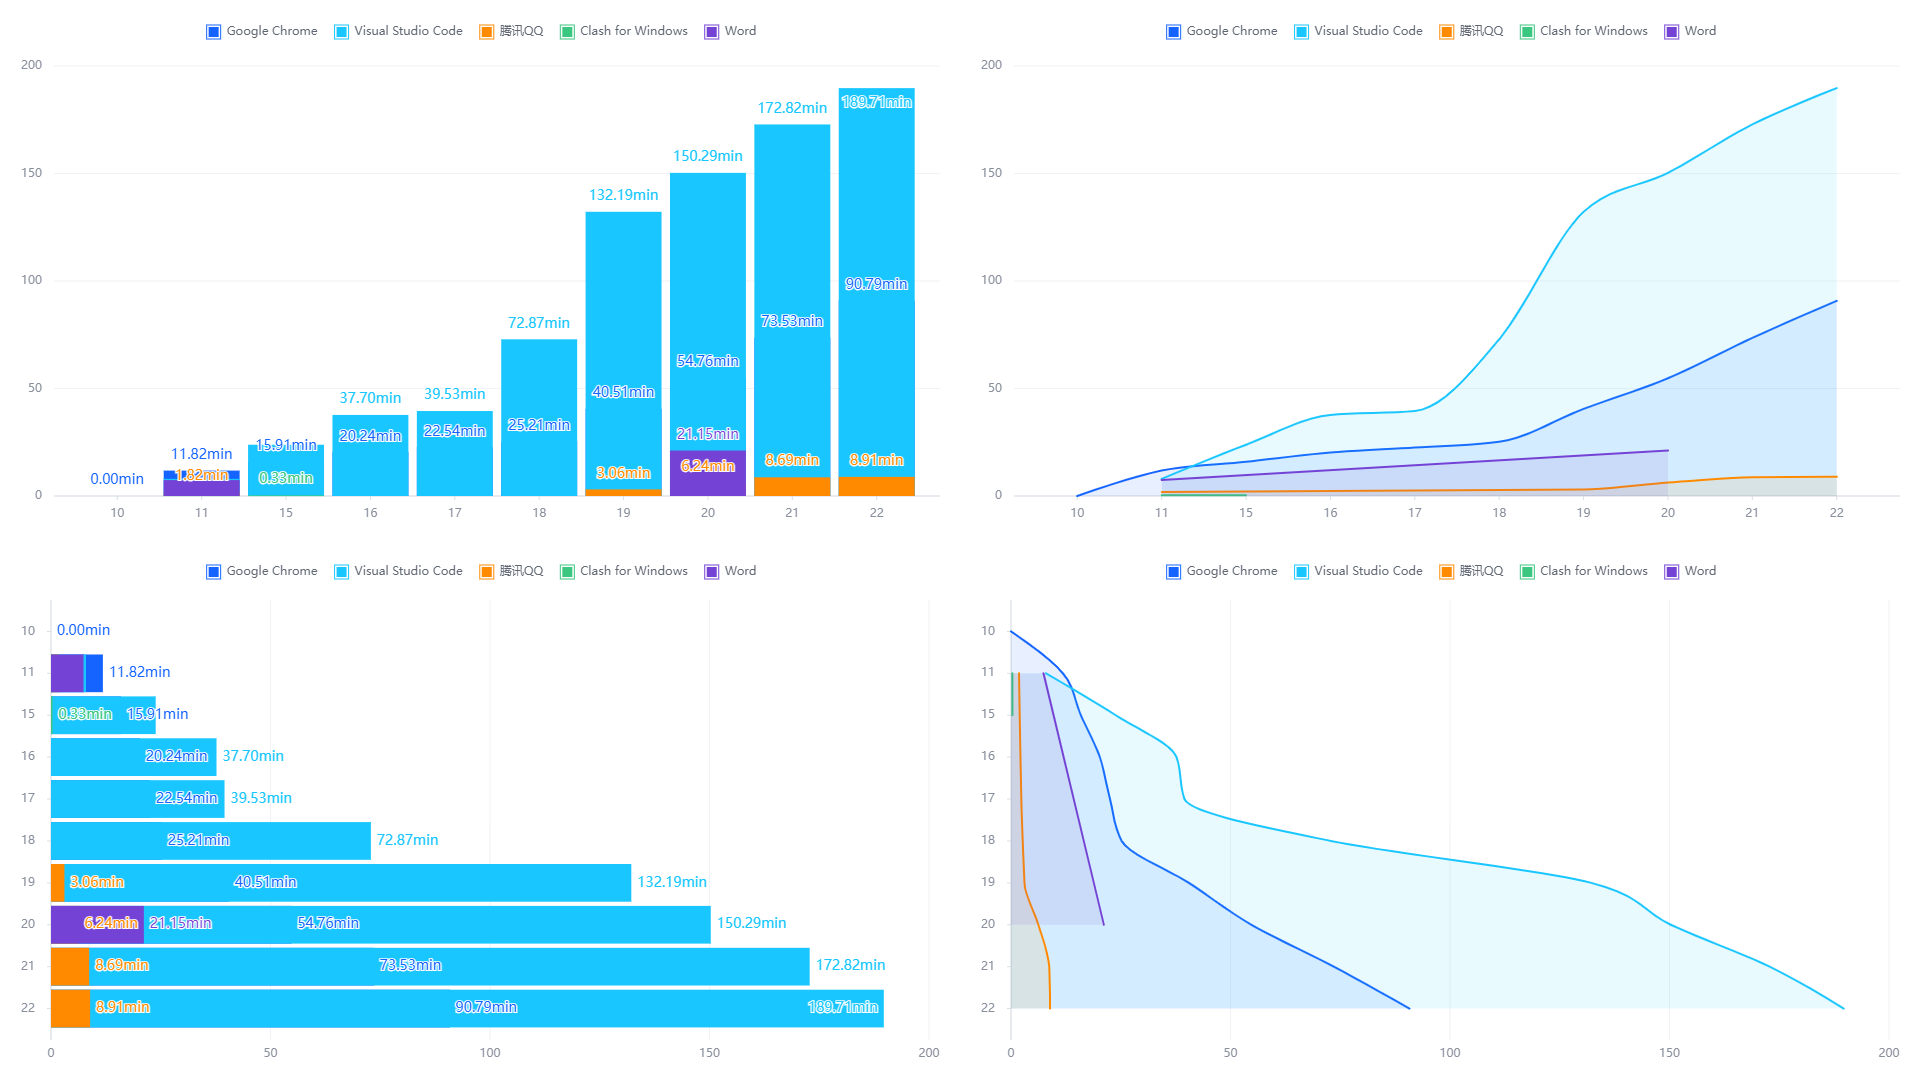 Google Chrome Visual Studio Code 腾讯QQ Clash for Windows Word
200
150
100
50
0
0.00min
11.82min
1.82min
15.91min
0.33min
37.70min
20.24min
39.53min
22.54min
72.87min
25.21min
132.19min
40.51min
3.06min
150.29min
54.76min
21.15min
6.24min
172.82min
73.53min
8.69min
189.71min
90.79min
8.91min
10 11 15 16 17 18 19 20 21 22
Google Chrome Visual Studio Code 腾讯QQ Clash for Windows Word
200
150
100
50
0
10 11 15 16 17 18 19 20 21 22
Google Chrome Visual Studio Code 腾讯QQ Clash for Windows Word
10 0.00min
11 11.82min
15 0.33min 15.91min
16 20.24min 37.70min
17 22.54min 39.53min
18 25.21min 72.87min
19 3.06min 40.51min 132.19min
20 6.24min 21.15min 54.76min 150.29min
21 8.69min 73.53min 172.82min
22 8.91min 90.79min 189.71min
0 50 100 150 200
Google Chrome Visual Studio Code 腾讯QQ Clash for Windows Word
10
11
15
16
17
18
19
20
21
22
0 50 100 150 200